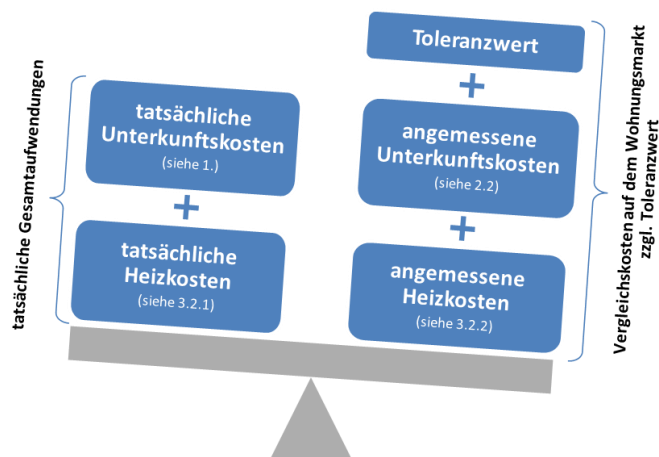 tatsächliche Gesamtaufwendungen
tatsächliche
Unterkunftskosten
(siehe 1.)
+
tatsächliche
Heizkosten
(siehe 3.2.1)
Toleranzwert
+
angemessene
Unterkunftskosten
(siehe 2.2)
+
angemessene
Heizkosten
(siehe 3.2.2)
Vergleichskosten auf dem Wohnungsmarkt
zzgl. Toleranzwert